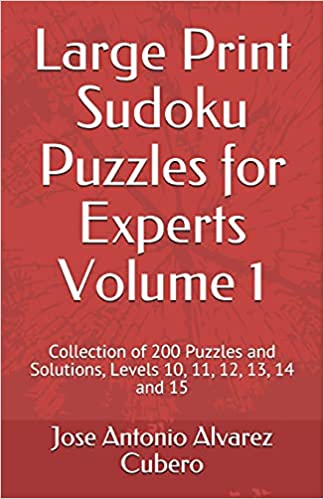 Large Print
Sudoku
Puzzles for
Experts
Volume 1
Collection of 200 Puzzles and
Solutions, Levels 10, 11, 12, 13, 14
and 15
Jose Antonio Alvarez
Cubero